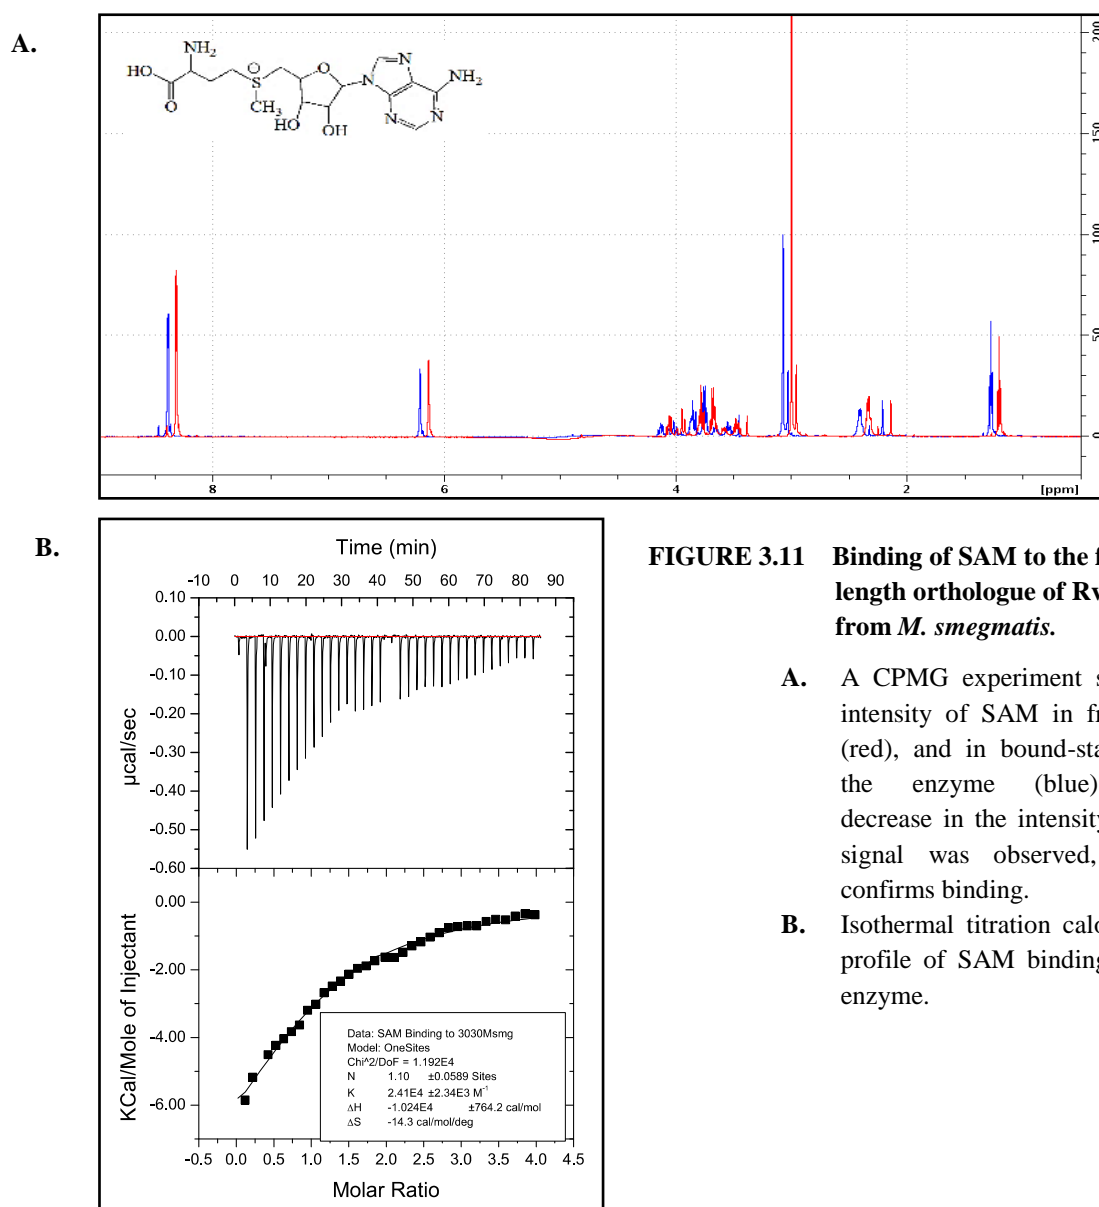 A.
NH2
HO
O
S
CH3
O
HO
OH
N
N
N
N
NH2
200
150
100
50
0
8
6
4
2
[ppm]
B.
Time (min)
-10 0 10 20 30 40 50 60 70 80 90
0.10
0.00
-0.10
-0.20
-0.30
-0.40
-0.50
-0.60
µcal/sec
0.00
-2.00
-4.00
-6.00
KCal/Mole of Injectant
Data: SAM Binding to 3030Msmg
Model: OneSites
Chi^2/DoF = 1.192E4
N 1.10 ±0.0589 Sites
K 2.41E4 ±2.34E3 M-1
ΔH -1.024E4 ±764.2 cal/mol
ΔS -14.3 cal/mol/deg
-0.5 0.0 0.5 1.0 1.5 2.0 2.5 3.0 3.5 4.0 4.5
Molar Ratio
FIGURE 3.11 Binding of SAM to the
length orthologue of
from M. smegmatis.
A. A CPMG experiment
intensity of SAM in
(red), and in
the enzyme (blue)
decrease in the
signal was observed,
confirms binding.
B. Isothermal titration
profile of SAM binding
enzyme.